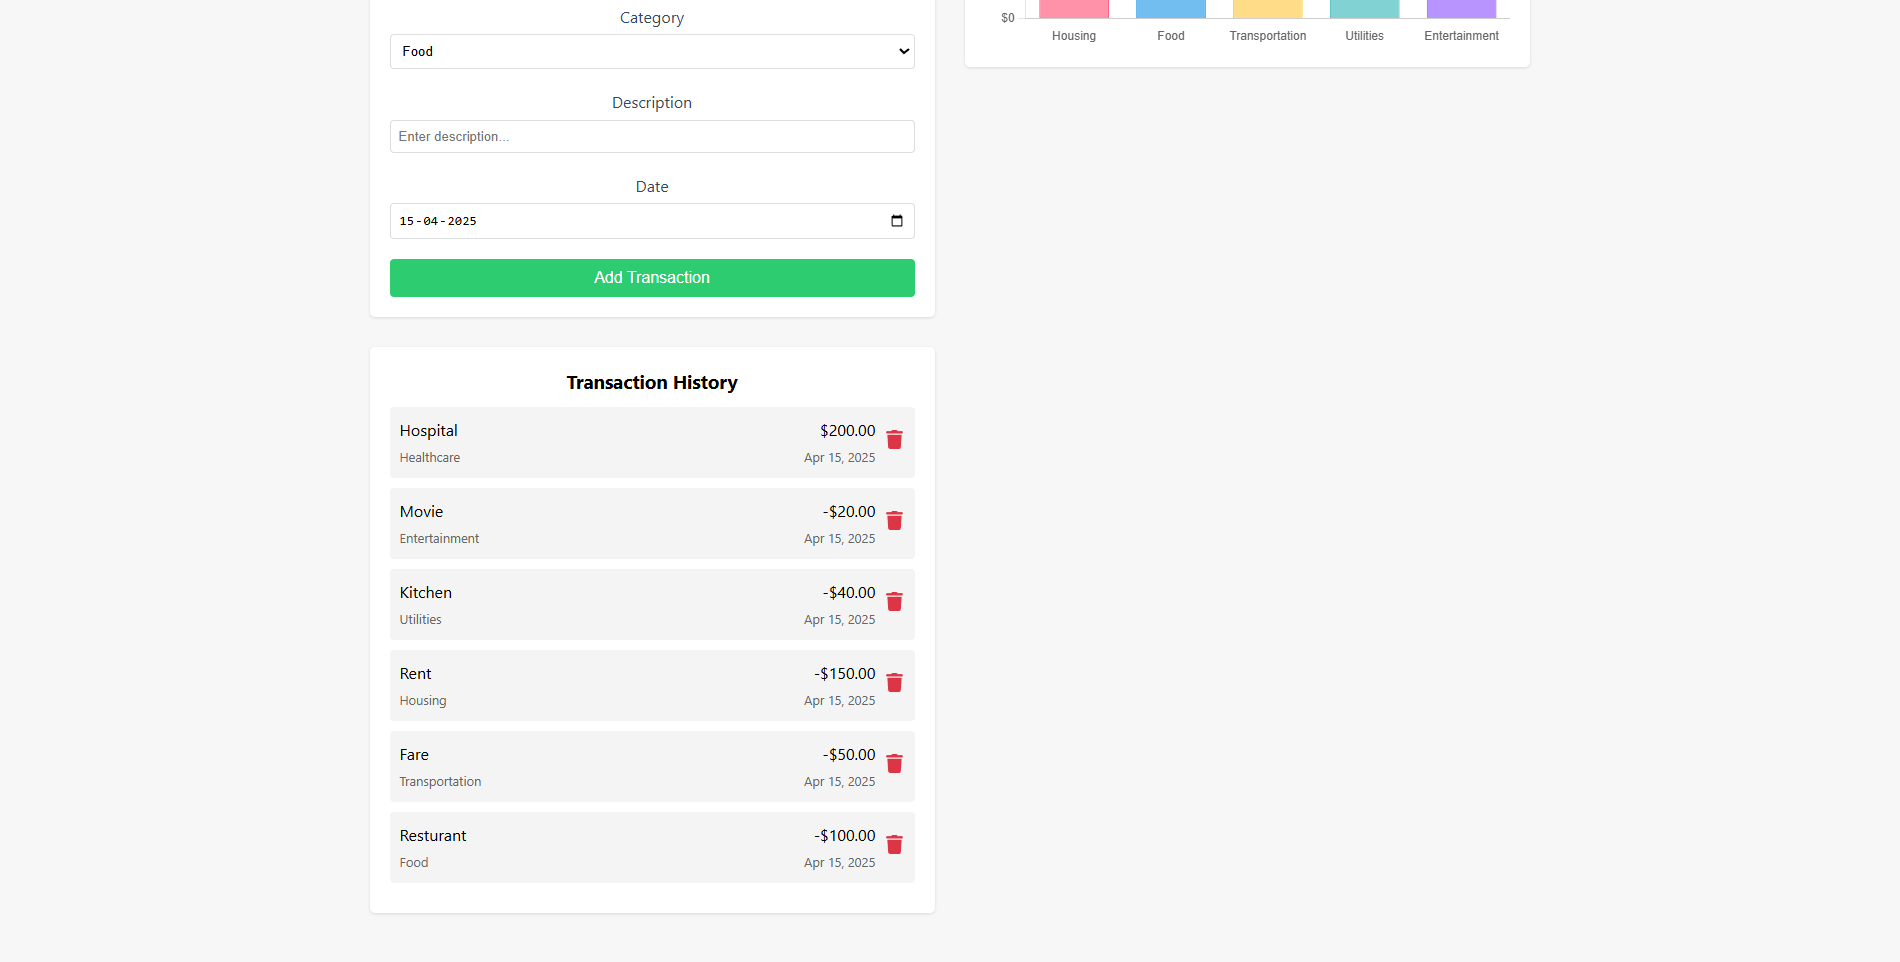 Category
Food
Description
Enter description...
Date
15-04-2025
Add Transaction
Transaction History
Hospital $200.00
Healthcare Apr 15, 2025
Movie -$20.00
Entertainment Apr 15, 2025
Kitchen -$40.00
Utilities Apr 15, 2025
Rent -$150.00
Housing Apr 15, 2025
Fare -$50.00
Transportation Apr 15, 2025
Resturant -$100.00
Food Apr 15, 2025
$0
Housing Food Transportation Utilities Entertainment